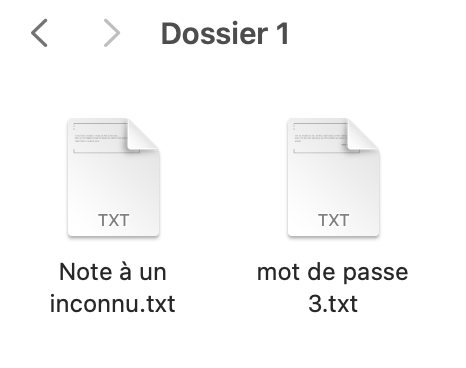 Dossier 1
TXT
TXT
Note à un
inconnu.txt
mot de passe
3.txt